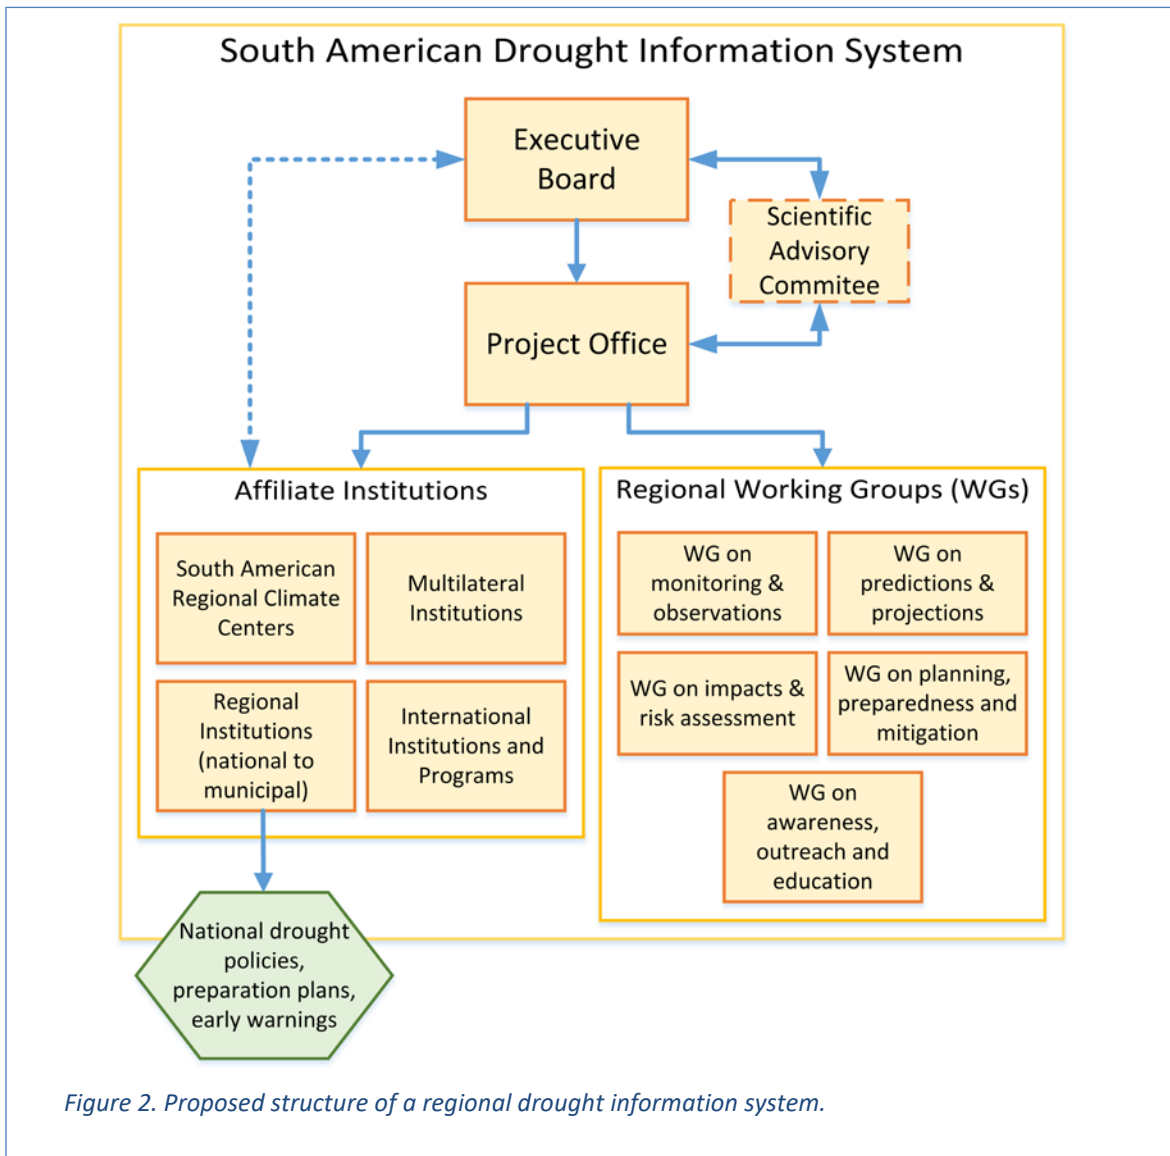 South American Drought Information System
Executive
Board
Scientific
Advisory
Commitee
Project Office
Affiliate Institutions
South American
Regional Climate
Centers
Multilateral
Institutions
Regional
Institutions
(national to
municipal)
International
Institutions and
Programs
Regional Working Groups (WGs)
WG on
monitoring &
observations
WG on
predictions &
projections
WG on impacts &
risk assessment
WG on planning,
preparedness and
mitigation
WG on
awareness,
outreach and
education
National drought
policies,
preparation plans,
early warnings
Figure 2. Proposed structure of a regional drought information system.